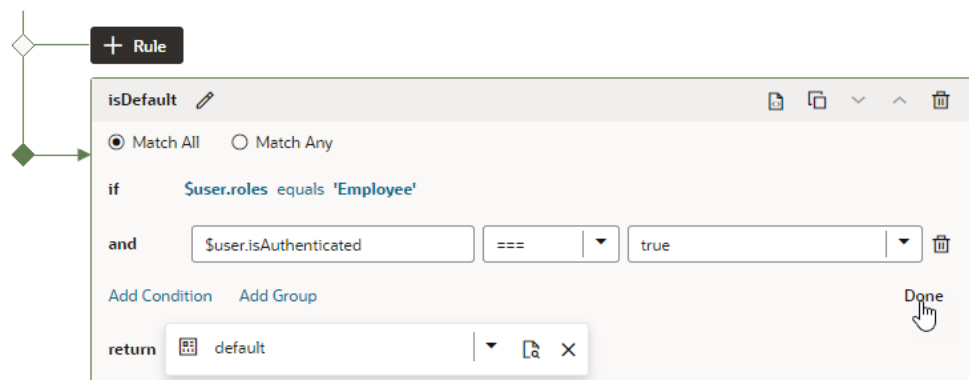 + Rule
isDefault
Match All Match Any
if $user.roles equals 'Employee'
and $user.isAuthenticated === true
Add Condition Add Group Done
return default